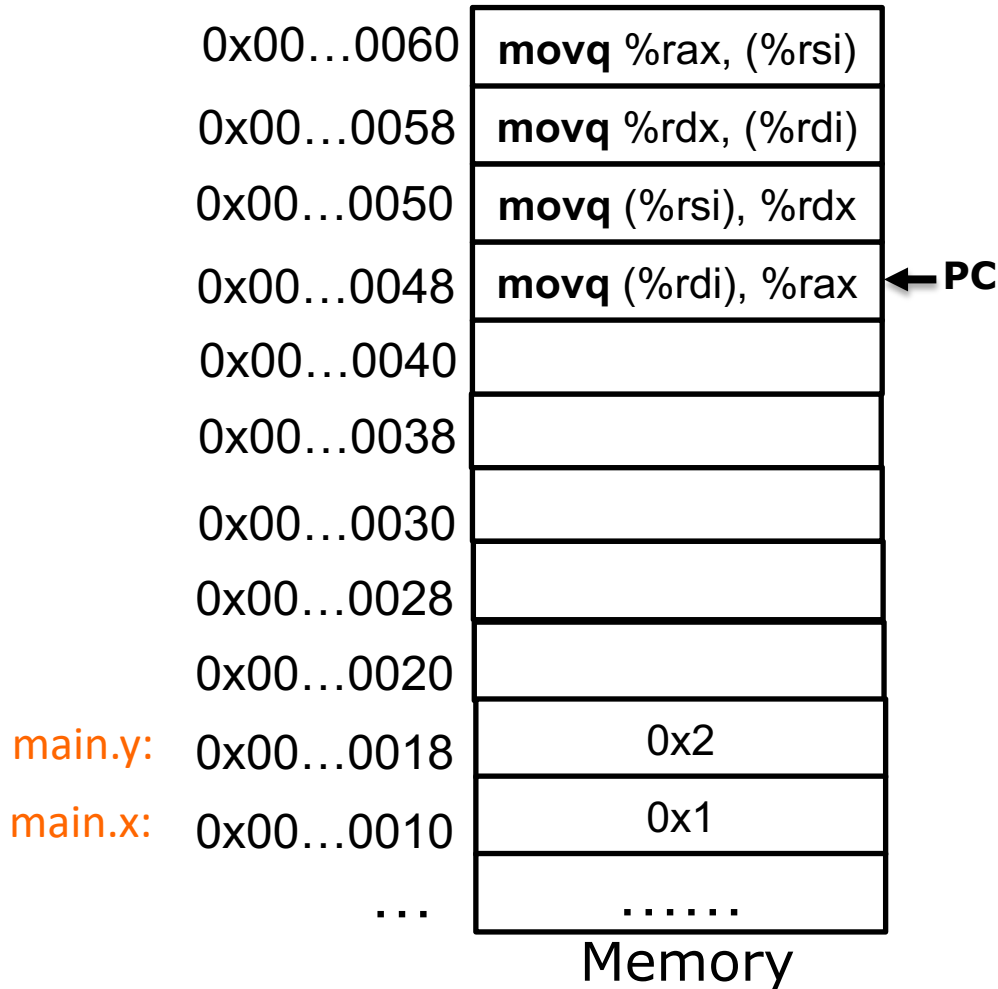 0x00…0060 movq %rax, (%rsi)
0x00…0058 movq %rdx, (%rdi)
0x00…0050 movq (%rsi), %rdx
0x00…0048 movq (%rdi), %rax PC
0x00…0040
0x00…0038
0x00…0030
0x00…0028
0x00…0020
main.y: 0x00…0018 0x2
main.x: 0x00…0010 0x1
… ……
Memory